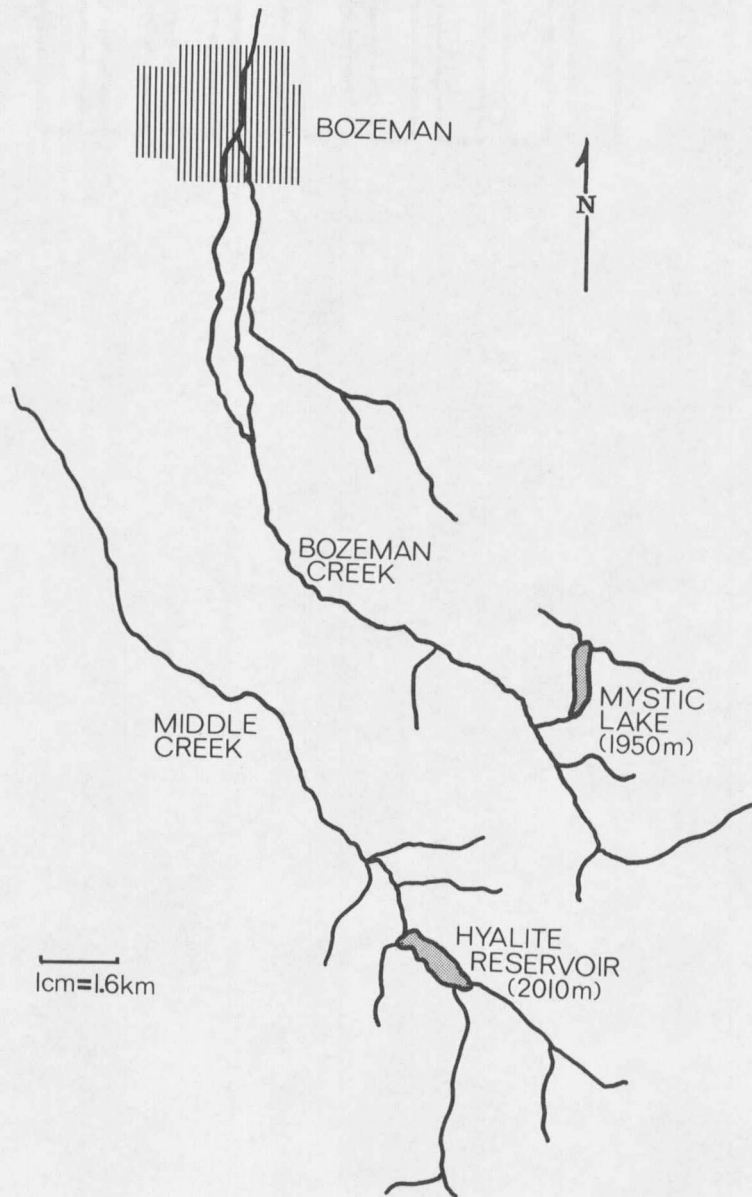 BOZEMAN
N
BOZEMAN
CREEK
MYSTIC
LAKE
(1950m)
MIDDLE
CREEK
HYALITE
RESERVOIR
(2010m)
1cm=1.6km